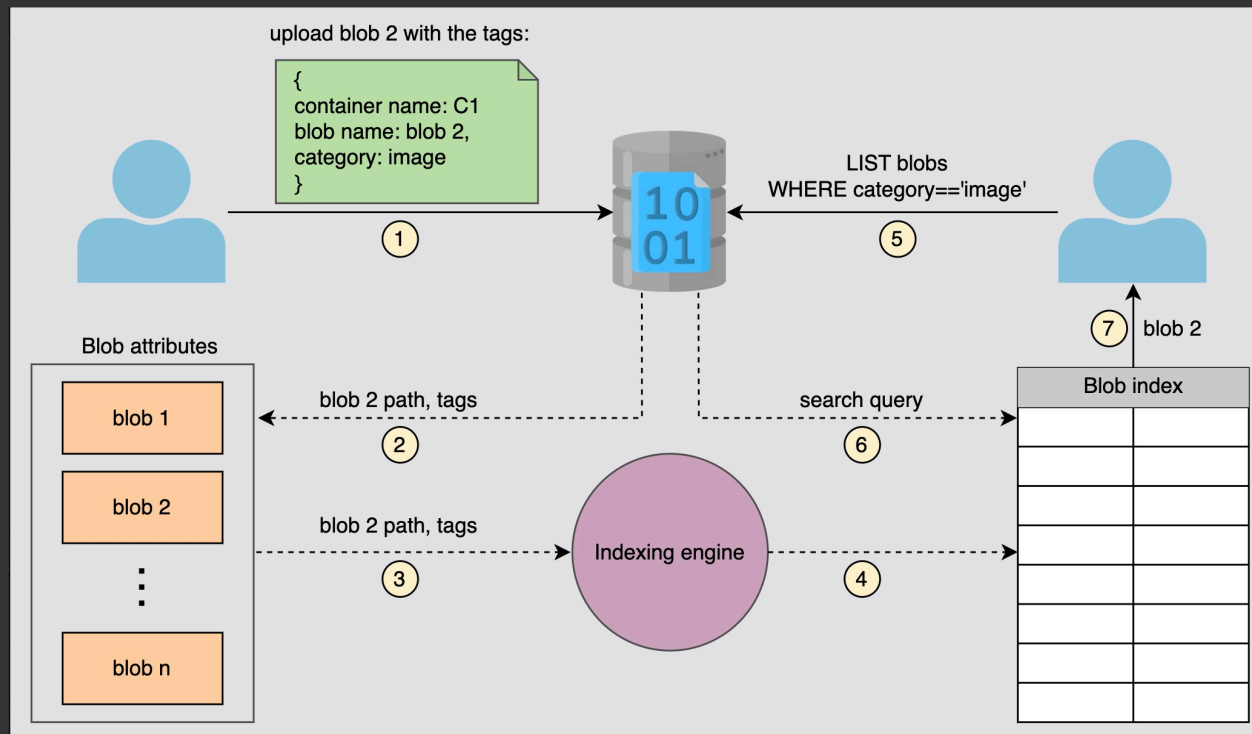 upload blob 2 with the tags:
{
container name: C1
blob name: blob 2,
category: image
}
1
10
01
LIST blobs
WHERE category=='image'
5
Blob attributes
blob 1
blob 2
blob n
blob 2 path, tags
2
search query
6
7
blob 2
Blob index
blob 2 path, tags
3
Indexing engine
4